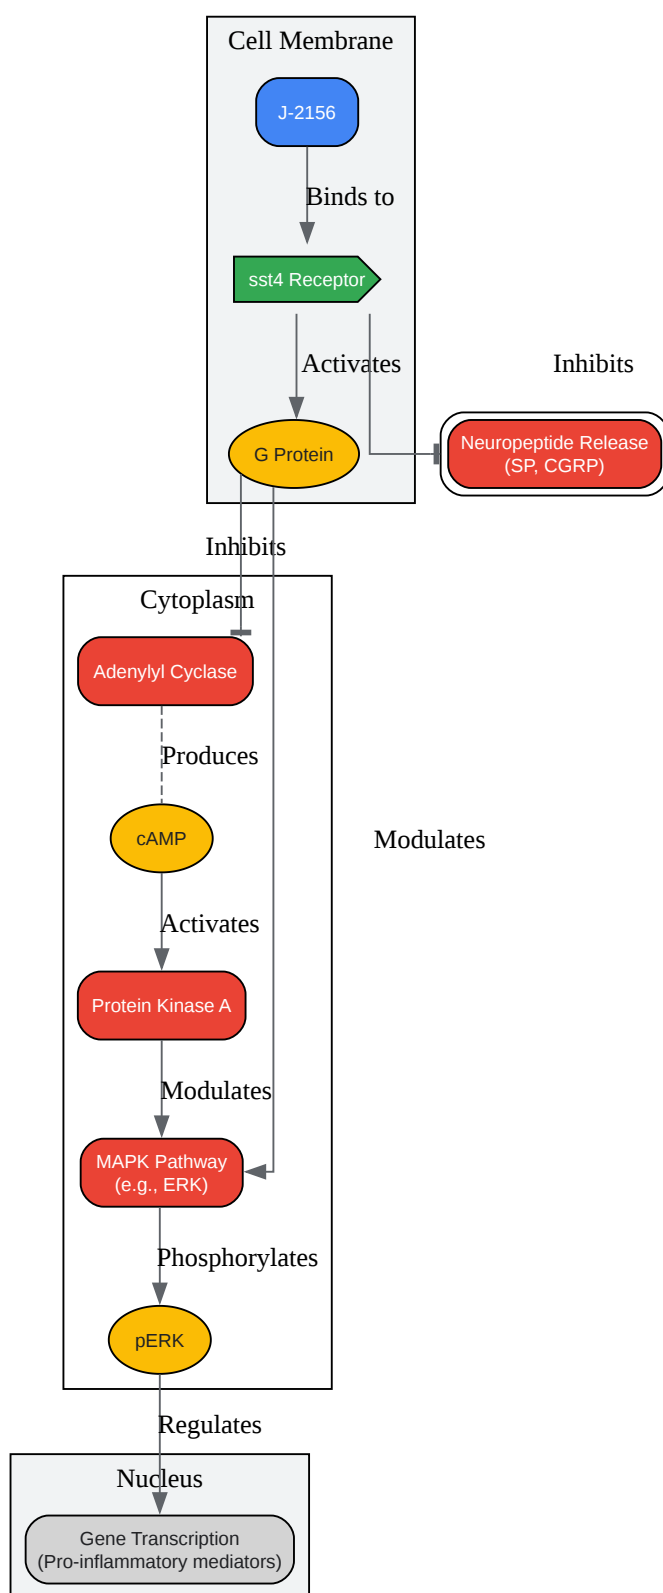 Cell Membrane
J-2156
Binds to
sst4 Receptor
Activates
Inhibits
G Protein
Neuropeptide Release
(SP, CGRP)
Inhibits
Cytoplasm
Adenylyl Cyclase
Produces
cAMP
Modulates
Activates
Protein Kinase A
Modulates
MAPK Pathway
(e.g., ERK)
Phosphorylates
pERK
Regulates
Nucleus
Gene Transcription
(Pro-inflammatory mediators)